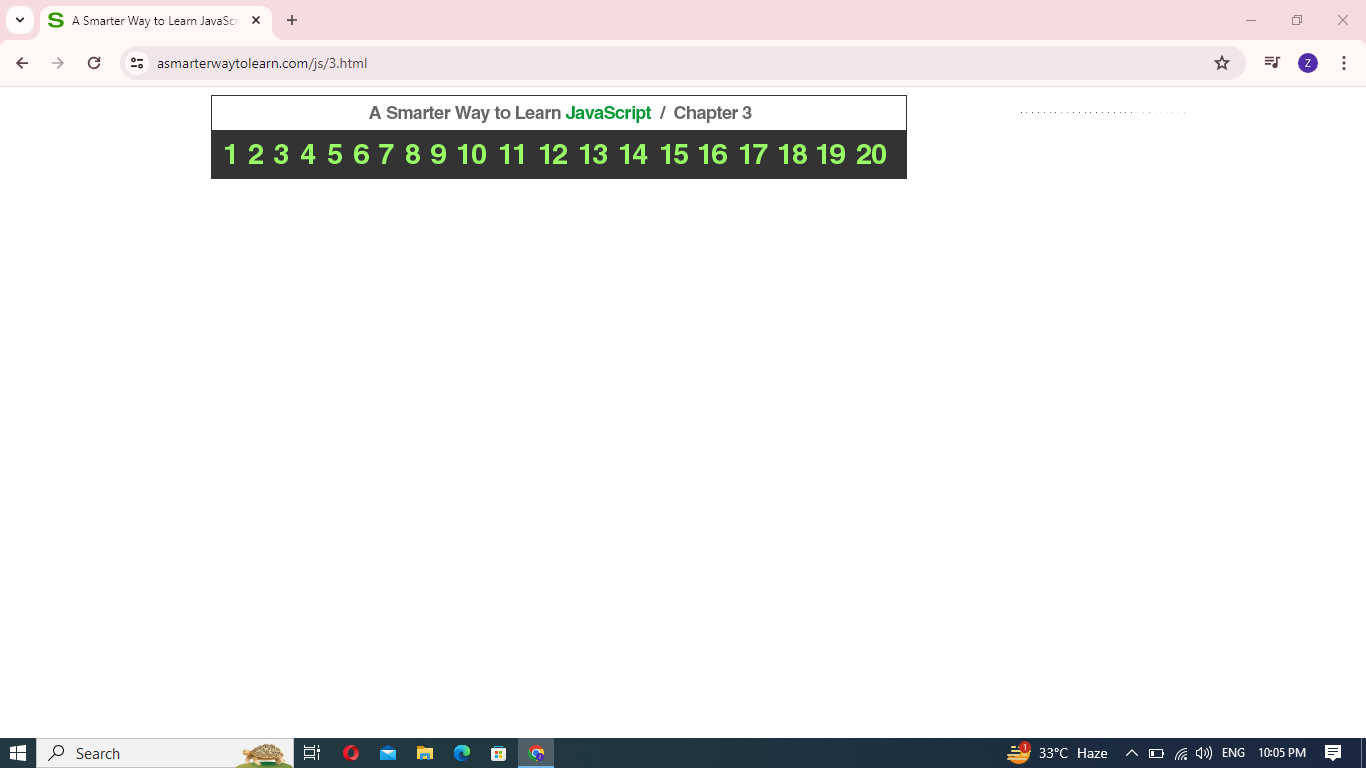 A Smarter Way to Learn JavaScr
asmarterwaytolearn.com/js/3.html
Z
A Smarter Way to Learn JavaScript / Chapter 3
1 2 3 4 5 6 7 8 9 10 11 12 13 14 15 16 17 18 19 20
Search
1
33°C Haze
ENG
10:05 PM